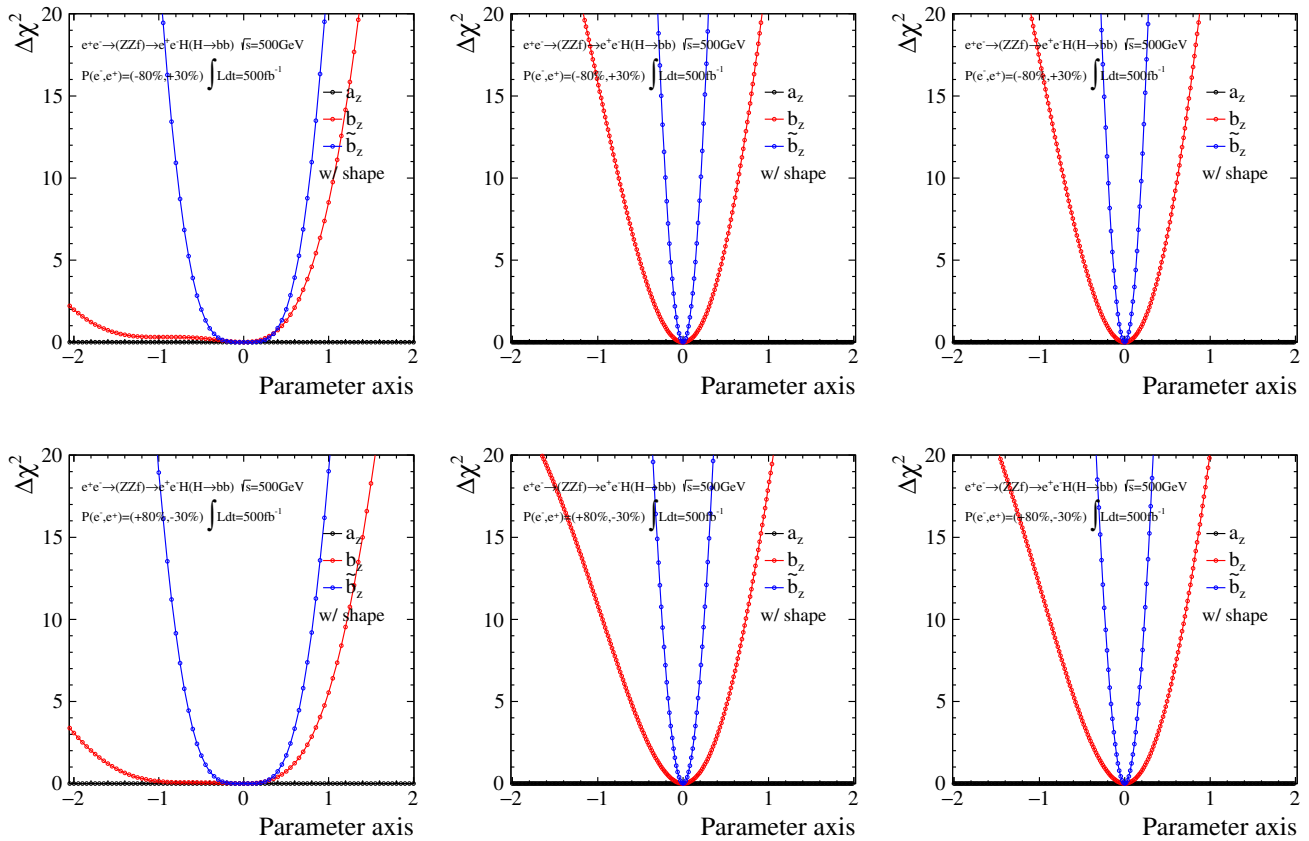 Δχ²
20
e⁺e⁻→(ZZf)→e⁺e⁻H(H→bb) √s=500GeV
P(e⁻,e⁺)=(-80%,+30%) ∫Ldt=500fb⁻¹
15
a_z
b_z
b̃_z
w/ shape
10
5
0
−2 −1 0 1 2
Parameter axis
Δχ²
20
e⁺e⁻→(ZZf)→e⁺e⁻H(H→bb) √s=500GeV
P(e⁻,e⁺)=(-80%,+30%) ∫Ldt=500fb⁻¹
15
a_z
b_z
b̃_z
w/ shape
10
5
0
−2 −1 0 1 2
Parameter axis
Δχ²
20
e⁺e⁻→(ZZf)→e⁺e⁻H(H→bb) √s=500GeV
P(e⁻,e⁺)=(-80%,+30%) ∫Ldt=500fb⁻¹
15
a_z
b_z
b̃_z
w/ shape
10
5
0
−2 −1 0 1 2
Parameter axis
Δχ²
20
e⁺e⁻→(ZZf)→e⁺e⁻H(H→bb) √s=500GeV
P(e⁻,e⁺)=(+80%,-30%) ∫Ldt=500fb⁻¹
15
a_z
b_z
b̃_z
w/ shape
10
5
0
−2 −1 0 1 2
Parameter axis
Δχ²
20
e⁺e⁻→(ZZf)→e⁺e⁻H(H→bb) √s=500GeV
P(e⁻,e⁺)=(+80%,-30%) ∫Ldt=500fb⁻¹
15
a_z
b_z
b̃_z
w/ shape
10
5
0
−2 −1 0 1 2
Parameter axis
Δχ²
20
e⁺e⁻→(ZZf)→e⁺e⁻H(H→bb) √s=500GeV
P(e⁻,e⁺)=(+80%,-30%) ∫Ldt=500fb⁻¹
15
a_z
b_z
b̃_z
w/ shape
10
5
0
−2 −1 0 1 2
Parameter axis